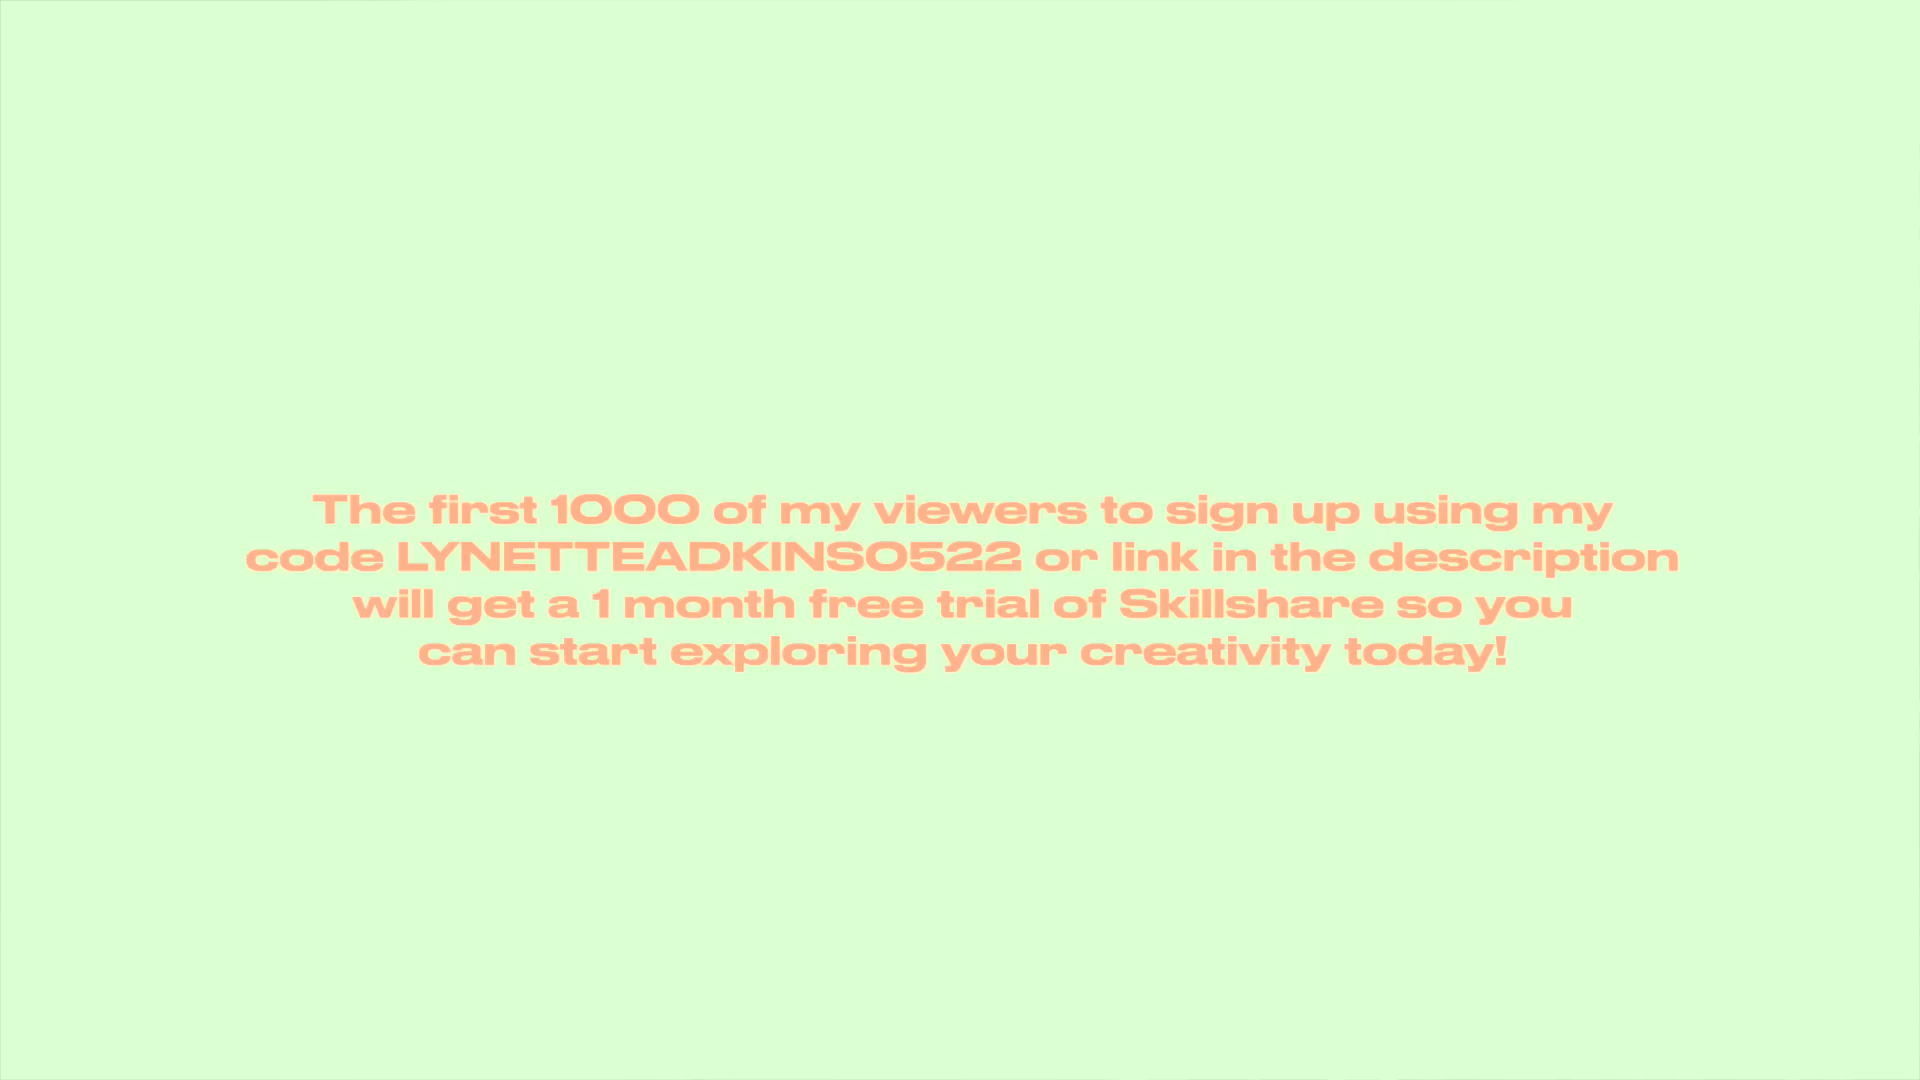 The first 1000 of my viewers to sign up using my
code LYNETTEADKINS0522 or link in the description
will get a 1 month free trial of Skillshare so you
can start exploring your creativity today!